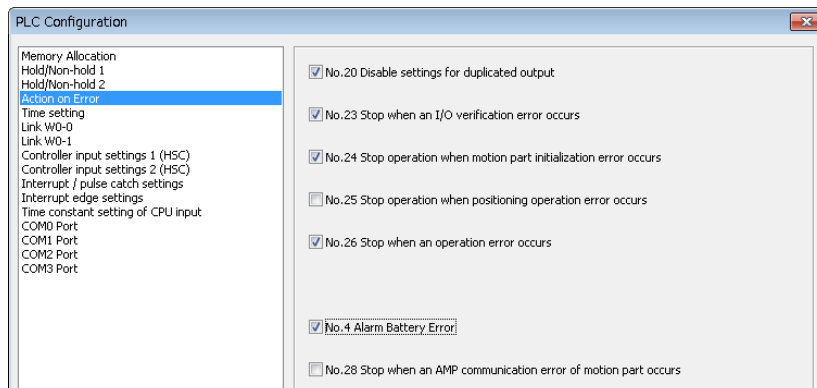 PLC Configuration
Memory Allocation
Hold/Non-hold 1
Hold/Non-hold 2
Action on Error
Time setting
Link W0-0
Link W0-1
Controller input settings 1 (HSC)
Controller input settings 2 (HSC)
Interrupt / pulse catch settings
Interrupt edge settings
Time constant setting of CPU input
COM0 Port
COM1 Port
COM2 Port
COM3 Port
No.20 Disable settings for duplicated output
No.23 Stop when an I/O verification error occurs
No.24 Stop operation when motion part initialization error occurs
No.25 Stop operation when positioning operation error occurs
No.26 Stop when an operation error occurs
No.4 Alarm Battery Error
No.28 Stop when an AMP communication error of motion part occurs